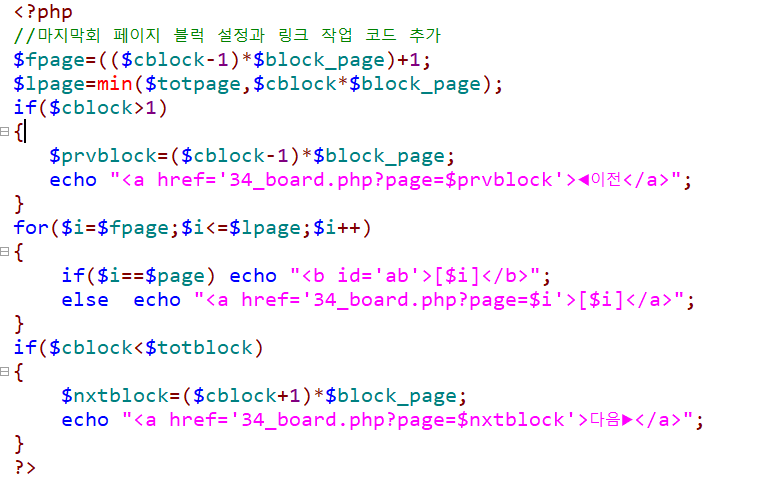 <?php
//마지막회 페이지 블럭 설정과 링크 작업 코드 추가
$fpage=(($cblock-1)*$block_page)+1;
$lpage=min($totpage,$cblock*$block_page);
if($cblock>1)
{
   $prvblock=($cblock-1)*$block_page;
   echo "<a href='34_board.php?page=$prvblock'>◀이전</a>";
}
for($i=$fpage;$i<=$lpage;$i++)
{
    if($i==$page) echo "<b id='ab'>[$i]</b>";
    else  echo "<a href='34_board.php?page=$i'>[$i]</a>";
}
if($cblock<$totblock)
{
    $nxtblock=($cblock+1)*$block_page;
    echo "<a href='34_board.php?page=$nxtblock'>다음▶</a>";
}
?>